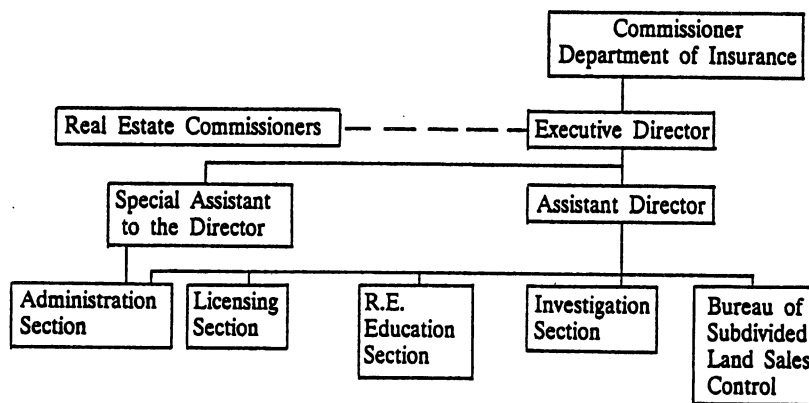 Commissioner
Department of Insurance
Real Estate Commissioners
Executive Director
Special Assistant
to the Director
Assistant Director
Administration
Section
Licensing
Section
R.E.
Education
Section
Investigation
Section
Bureau of
Subdivided
Land Sales
Control